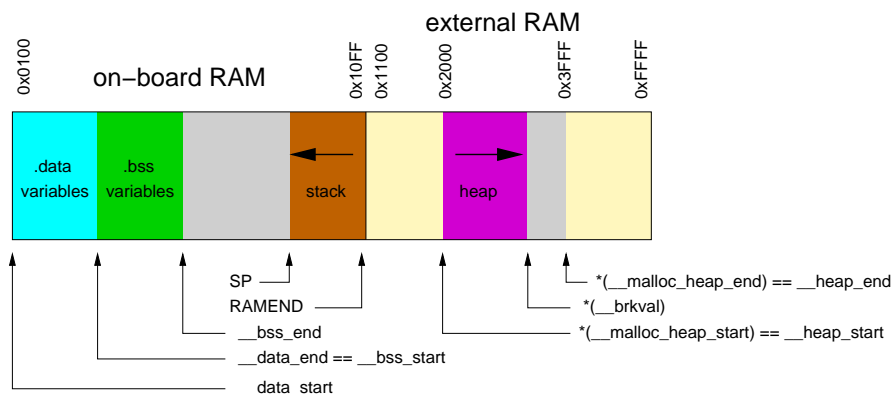 external RAM
on−board RAM
0x0100
0x10FF
0x1100
0x2000
0x3FFF
0xFFFF
.data
variables
.bss
variables
stack
heap
SP
RAMEND
__bss_end
__data_end == __bss_start
data start
*(__malloc_heap_end) == __heap_end
*(__brkval)
*(__malloc_heap_start) == __heap_start